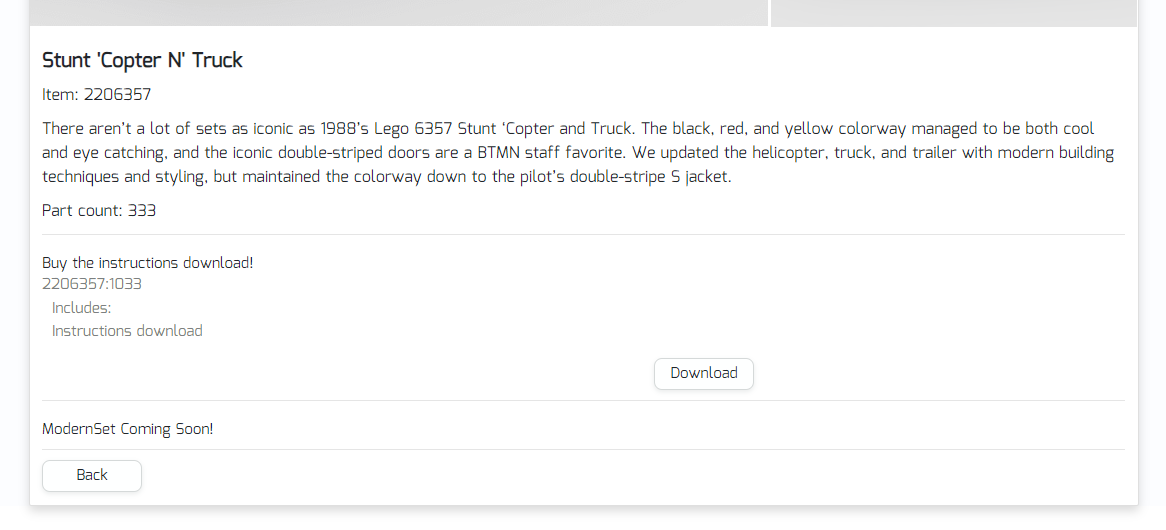 Stunt 'Copter N' Truck
Item: 2206357
There aren’t a lot of sets as iconic as 1988’s Lego 6357 Stunt ‘Copter and Truck. The black, red, and yellow colorway managed to be both cool
and eye catching, and the iconic double-striped doors are a BTMN staff favorite. We updated the helicopter, truck, and trailer with modern building
techniques and styling, but maintained the colorway down to the pilot’s double-stripe S jacket.
Part count: 333
Buy the instructions download!
2206357:1033
Includes:
Instructions download
Download
ModernSet Coming Soon!
Back